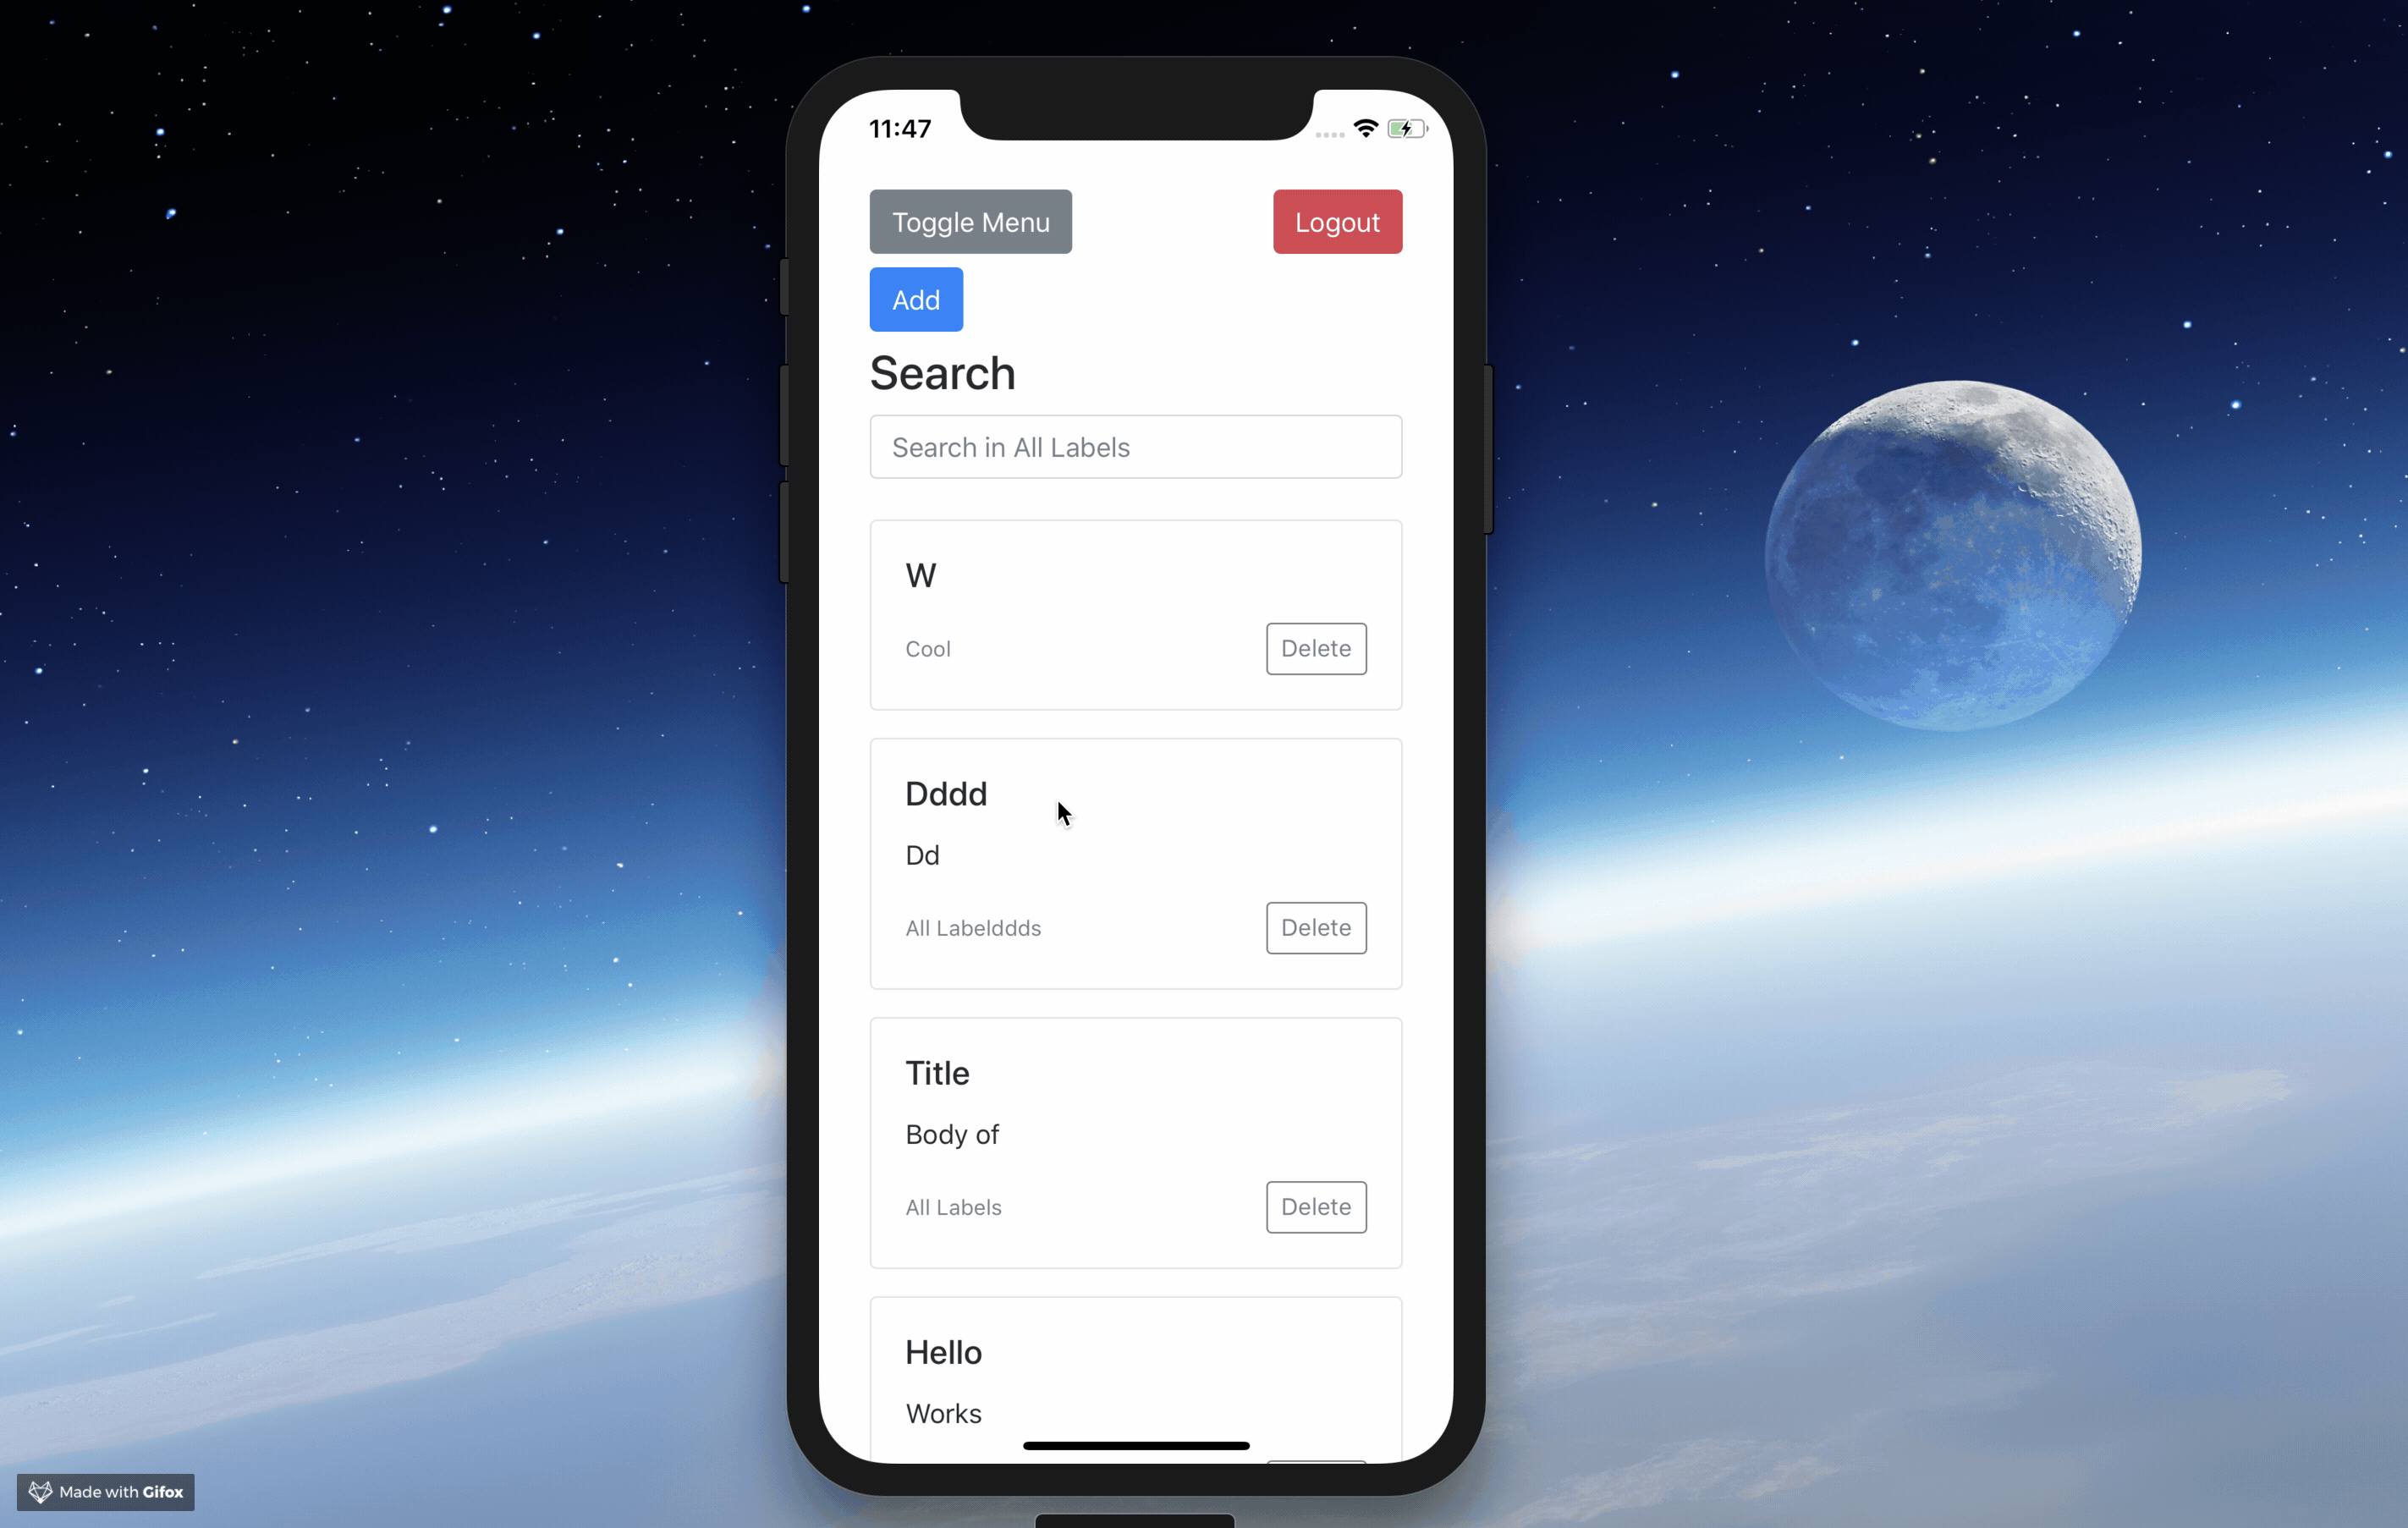 11:47
Toggle Menu
Logout
Add
Search
Search in All Labels
W
Cool
Delete
Dddd
Dd
All Labelddds
Delete
Title
Body of
All Labels
Delete
Hello
Works
Made with Gifox